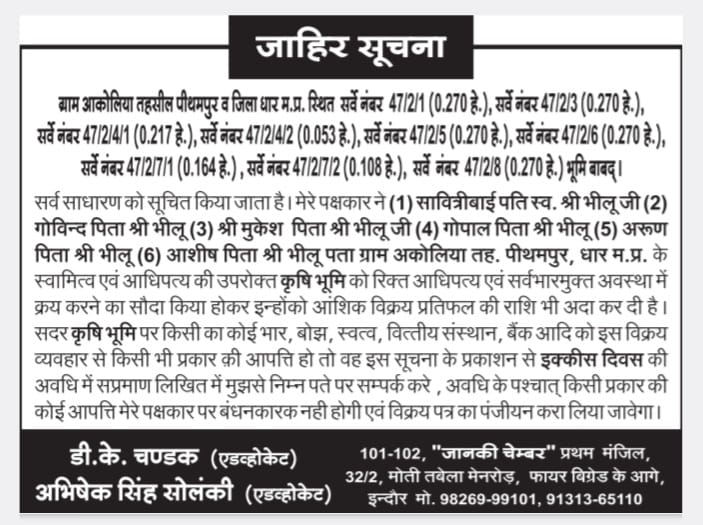 जाहिर सूचना
ग्राम आकोलिया तहसील पीथमपुर व जिला धार म.प्र. स्थित सर्वे नंबर 47/2/1 (0.270 हे.), सर्वे नंबर 47/2/3 (0.270 हे.),
सर्वे नंबर 47/2/4/1 (0.217 हे.), सर्वे नंबर 47/2/4/2 (0.053 हे.), सर्वे नंबर 47/2/5 (0.270 हे.), सर्वे नंबर 47/2/6 (0.270 हे.),
सर्वे नंबर 47/2/7/1 (0.164 हे.) , सर्वे नंबर 47/2/7/2 (0.108 हे.), सर्वे नंबर 47/2/8 (0.270 हे.) भूमि बाबद्।
सर्व साधारण को सूचित किया जाता है। मेरे पक्षकार ने (1) सावित्रीबाई पति स्व. श्री भीलू जी (2)
गोविन्द पिता श्री भीलू (3) श्री मुकेश पिता श्री भीलू जी (4) गोपाल पिता श्री भीलू (5) अरूण
पिता श्री भीलू (6) आशीष पिता श्री भीलू पता ग्राम अकोलिया तह. पीथमपुर, धार म.प्र. के
स्वामित्व एवं आधिपत्य की उपरोक्त कृषि भूमि को रिक्त आधिपत्य एवं सर्वभारमुक्त अवस्था में
क्रय करने का सौदा किया होकर इन्होंको आंशिक विक्रय प्रतिफल की राशि भी अदा कर दी है।
सदर कृषि भूमि पर किसी का कोई भार, बोझ, स्वत्व, वित्तीय संस्थान, बैंक आदि को इस विक्रय
व्यवहार से किसी भी प्रकार की आपत्ति हो तो वह इस सूचना के प्रकाशन से इक्कीस दिवस की
अवधि में सप्रमाण लिखित में मुझसे निम्न पते पर सम्पर्क करे , अवधि के पश्चात् किसी प्रकार की
कोई आपत्ति मेरे पक्षकार पर बंधनकारक नही होगी एवं विक्रय पत्र का पंजीयन करा लिया जावेगा।
डी.के. चण्डक (एडव्होकेट)
अभिषेक सिंह सोलंकी (एडव्होकेट)
101-102, "जानकी चेम्बर" प्रथम मंजिल,
32/2, मोती तबेला मेनरोड़, फायर विग्रेड के आगे,
इन्दौर मो. 98269-99101, 91313-65110